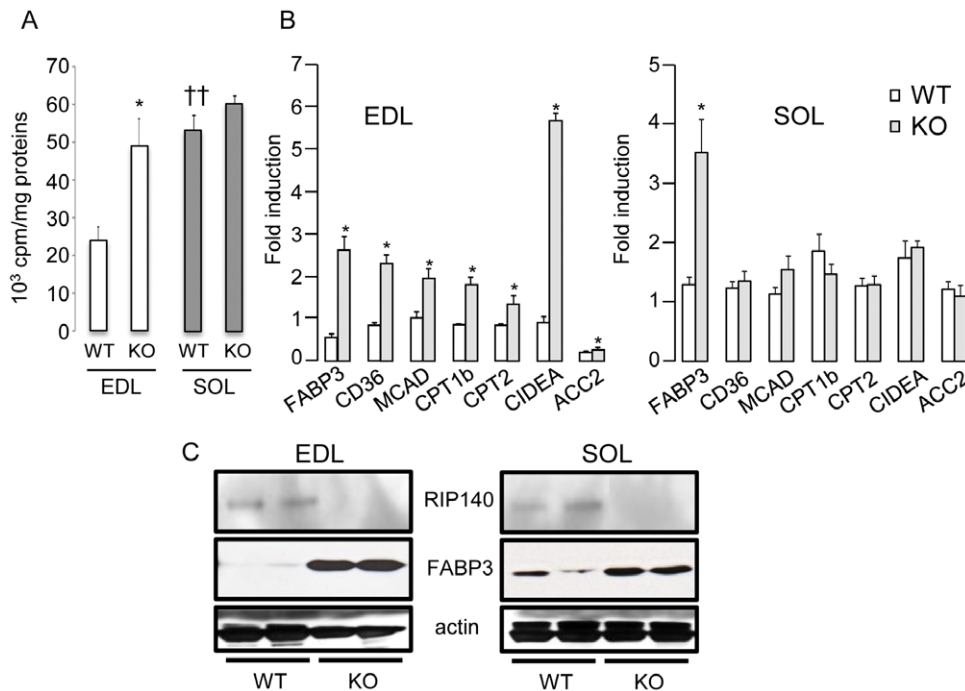 A
10³ cpm/mg proteins
70
60
50
40
30
20
10
0
*
††
WT KO WT KO
EDL SOL
B
Fold induction
7
6
5
4
3
2
1
0
EDL
* * * * * * *
FABP3 CD36 MCAD CPT1b CPT2 CIDEA ACC2
Fold induction
5
4
3
2
1
0
SOL
*
WT
KO
FABP3 CD36 MCAD CPT1b CPT2 CIDEA ACC2
C
EDL SOL
RIP140
FABP3
actin
WT KO WT KO